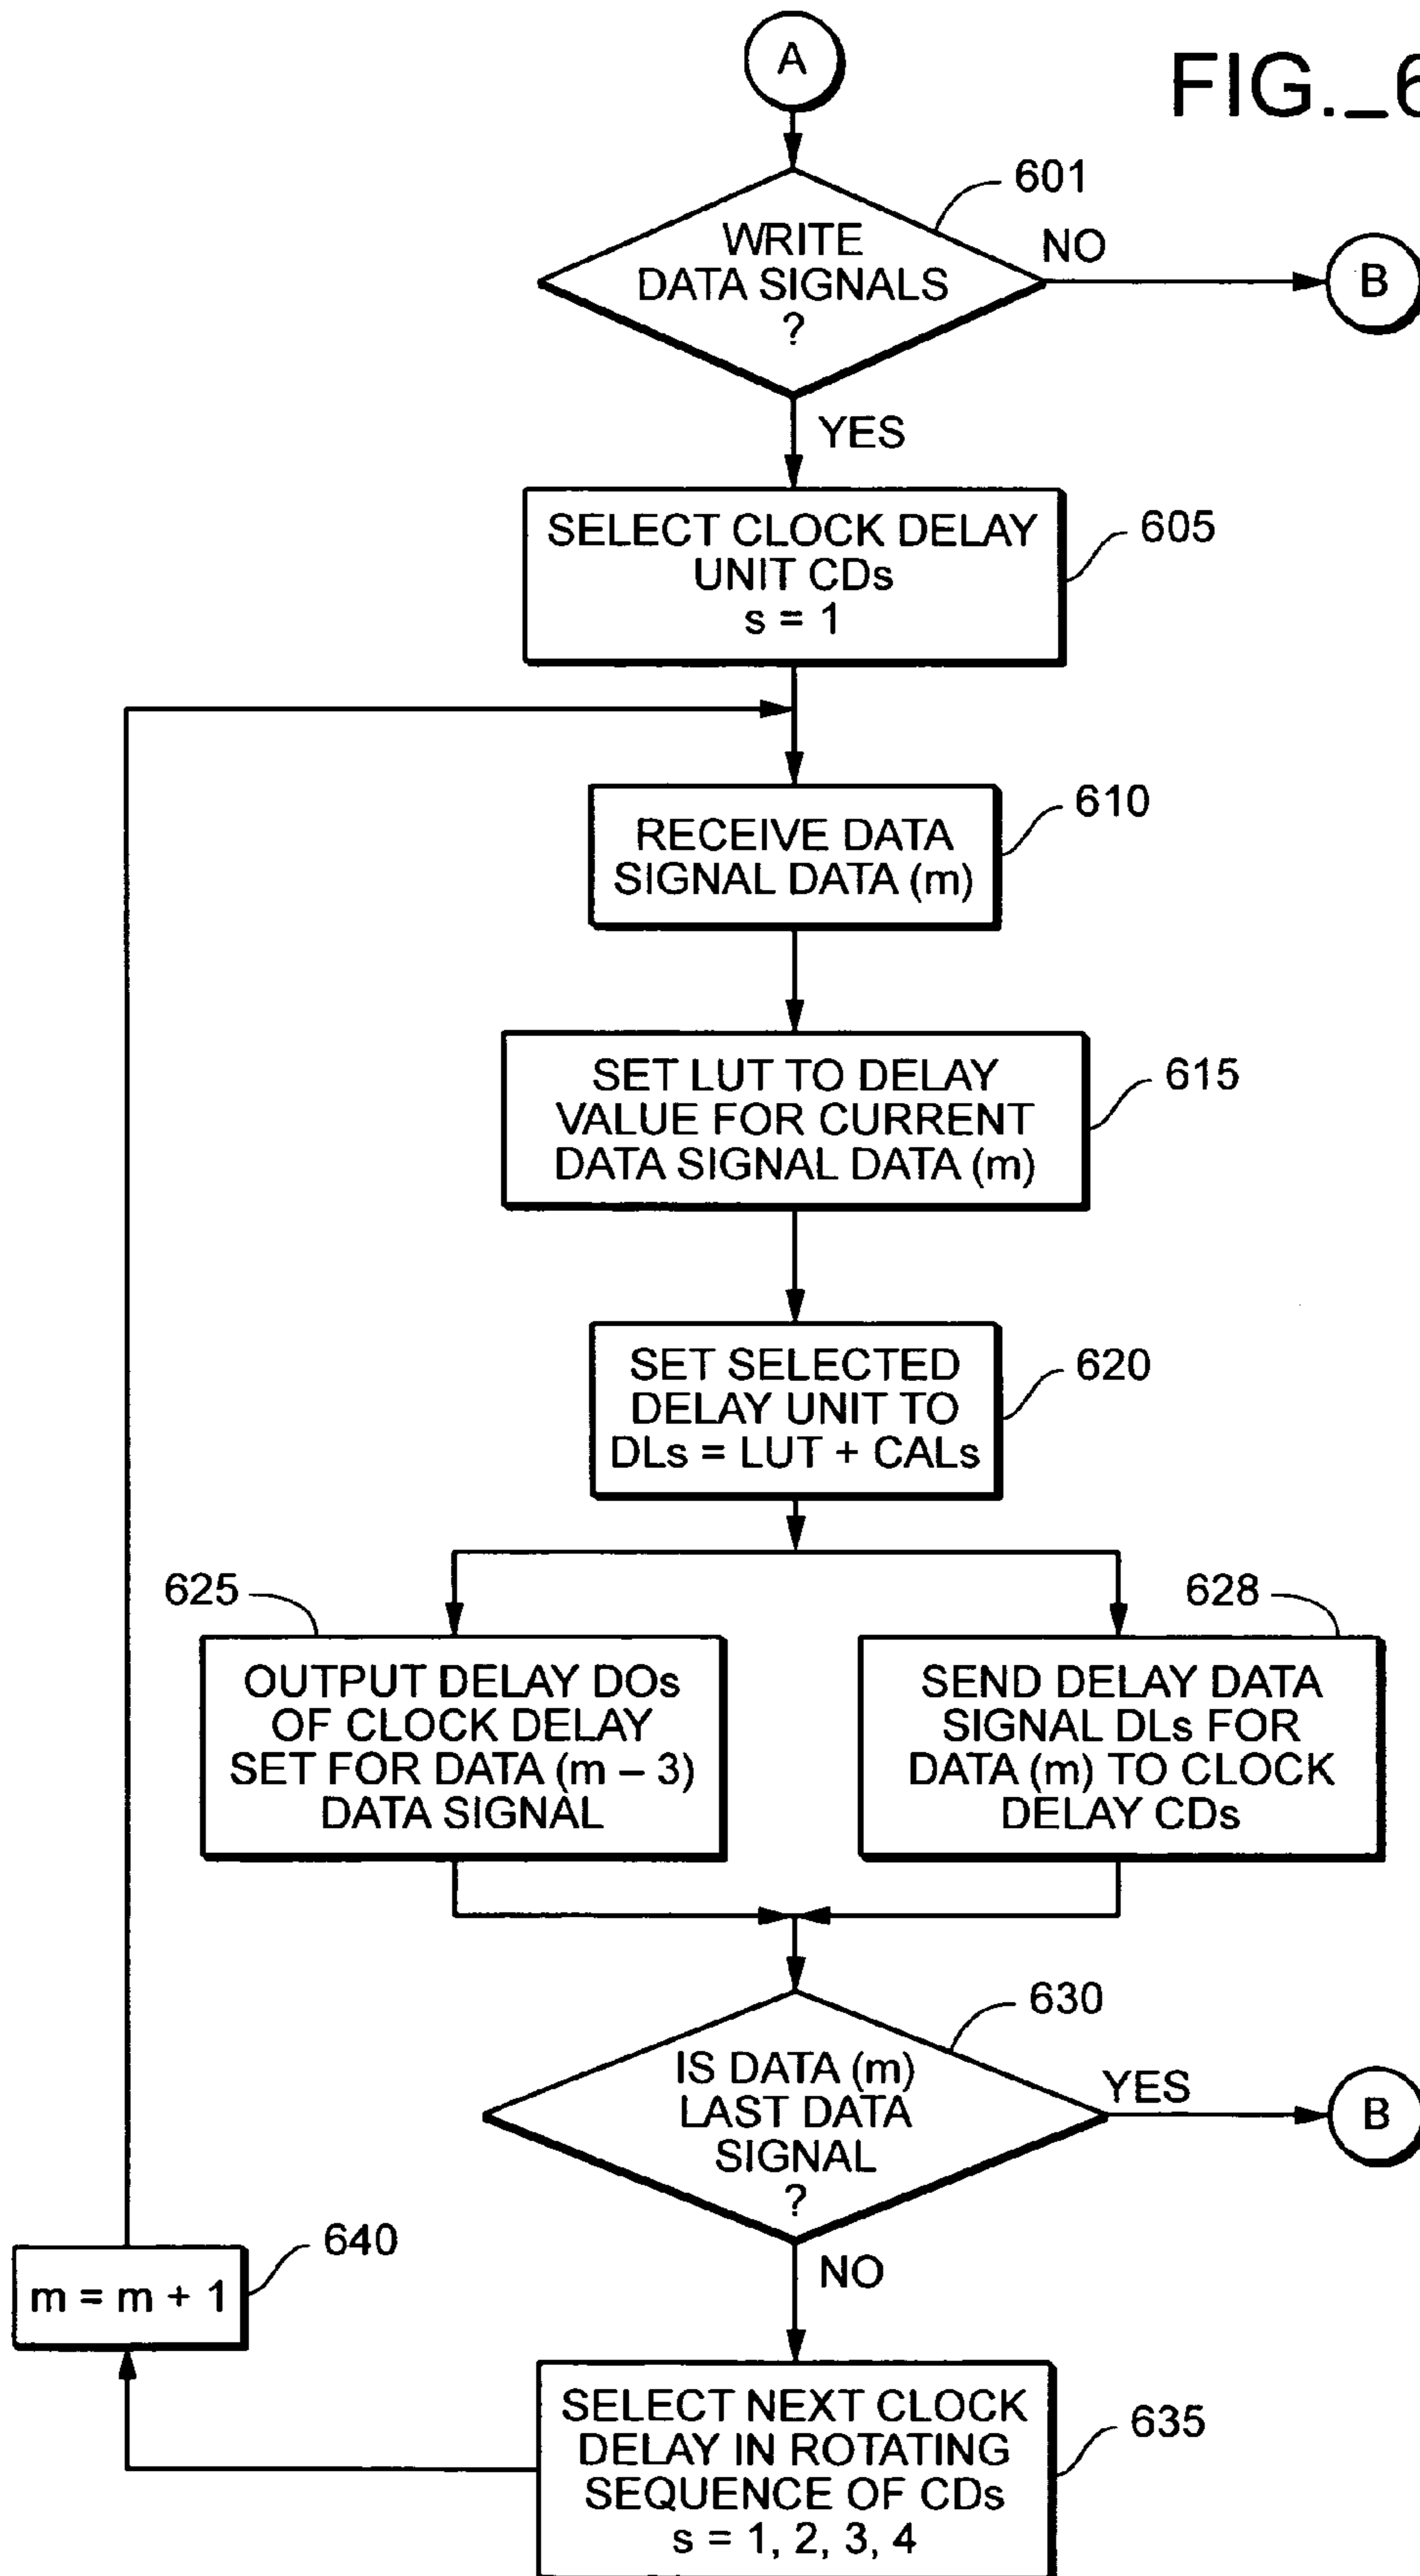 A
FIG._6
601
WRITE
DATA SIGNALS
?
NO
B
YES
SELECT CLOCK DELAY
UNIT CDs
s = 1
605
RECEIVE DATA
SIGNAL DATA (m)
610
SET LUT TO DELAY
VALUE FOR CURRENT
DATA SIGNAL DATA (m)
615
SET SELECTED
DELAY UNIT TO
DLs = LUT + CALs
620
625
OUTPUT DELAY DOs
OF CLOCK DELAY
SET FOR DATA (m – 3)
DATA SIGNAL
628
SEND DELAY DATA
SIGNAL DLs FOR
DATA (m) TO CLOCK
DELAY CDs
630
IS DATA (m)
LAST DATA
SIGNAL
?
YES
B
NO
640
m = m + 1
SELECT NEXT CLOCK
DELAY IN ROTATING
SEQUENCE OF CDs
s = 1, 2, 3, 4
635